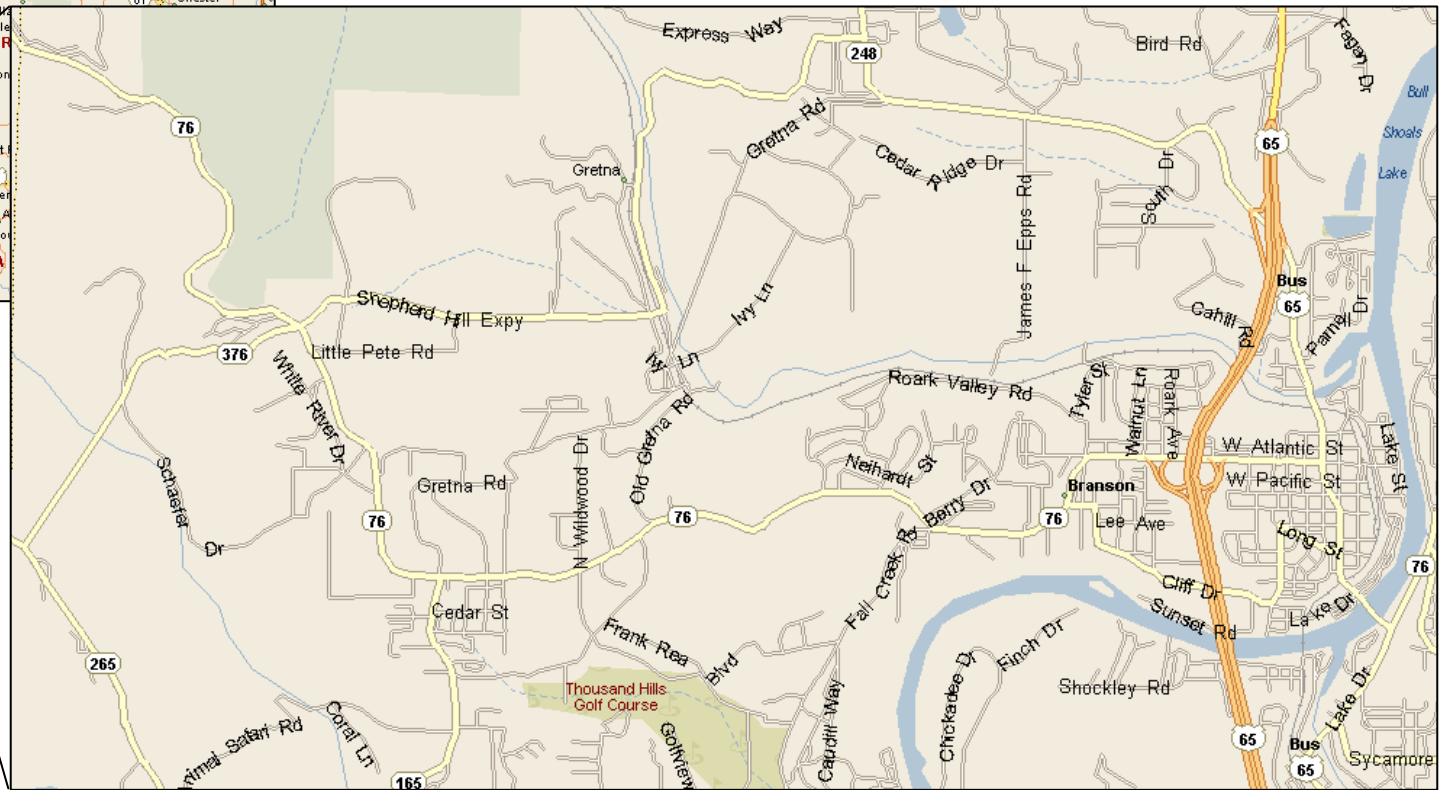 Express Way
248
Bird Rd
Fagan Dr
Bull
Shoals
Lake
76
65
Gretna Rd
Gretna
Cedar Ridge Dr
South Dr
James F Epps Rd
Bus
65
Ivy Ln
Shepherd Hill Expy
Cahill Rd
Parnell Dr
376
Little Pete Rd
Ivy Ln
White River Dr
Roark Valley Rd
Tyler St
Walnut Ln
Roark Ave
Old Gretna Rd
N Wildwood Dr
W Atlantic St
Lake St
Schaefer Dr
Gretna Rd
Neihardt St
W Pacific St
Branson
76
76
Berry Dr
76
Lee Ave
Long St
76
Fall Creek Rd
Cliff Dr
Cedar St
Sunset Rd
Lake Dr
Frank Rea Blvd
Finch Dr
265
Thousand Hills
Golf Course
Shockley Rd
Chickadee Dr
Caudill Way
Lake Dr
Coral Ln
Animal Safari Rd
Golfview
65
Bus
65
Sycamore
165